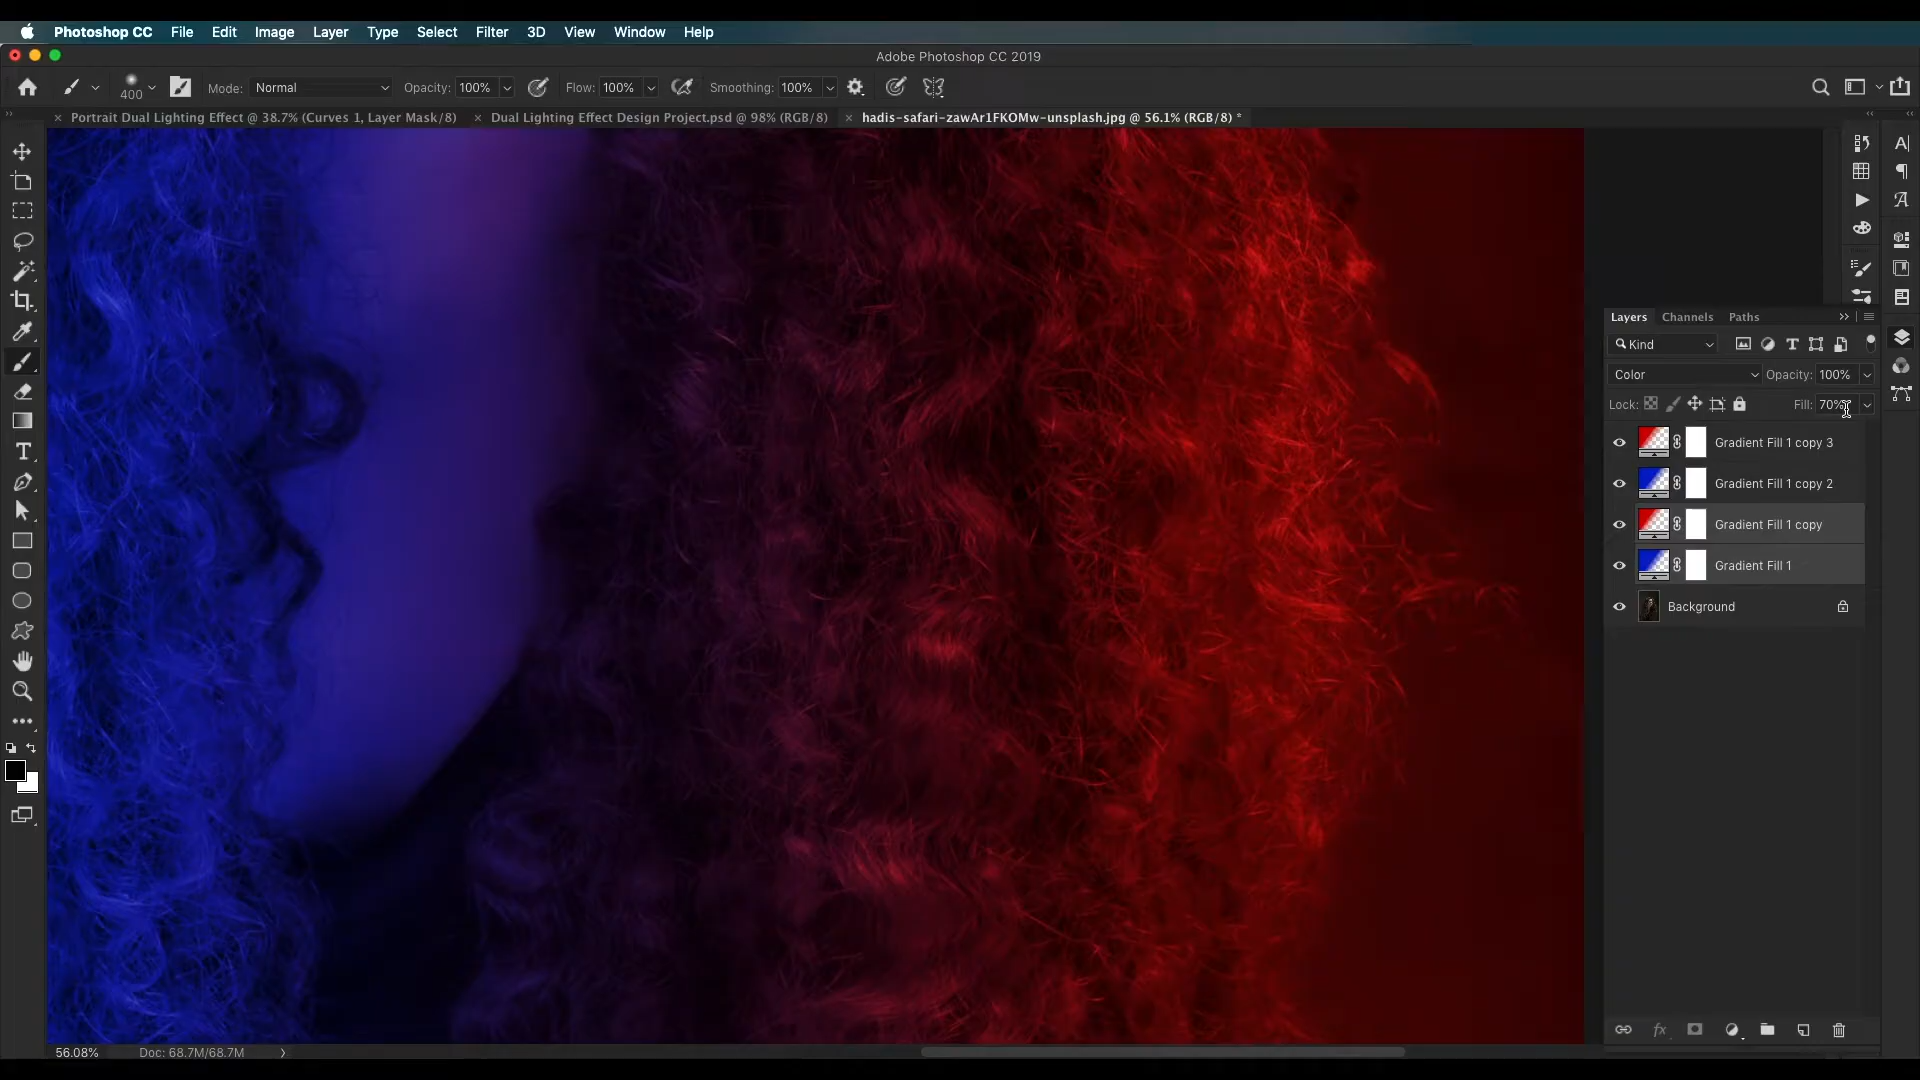 Photoshop CC File Edit Image Layer Type Select Filter 3D View Window Help
Adobe Photoshop CC 2019
400 Mode: Normal Opacity: 100% Flow: 100% Smoothing: 100%
Portrait Dual Lighting Effect @ 38.7% (Curves 1, Layer Mask/8) Dual Lighting Effect Design Project.psd @ 98% (RGB/8) hadis-safari-zawAr1FKOMw-unsplash.jpg @ 56.1% (RGB/8) *
Layers Channels Paths
Kind
Color Opacity: 100%
Lock: Fill: 70%
Gradient Fill 1 copy 3
Gradient Fill 1 copy 2
Gradient Fill 1 copy
Gradient Fill 1
Background
56.08% Doc: 68.7M/68.7M